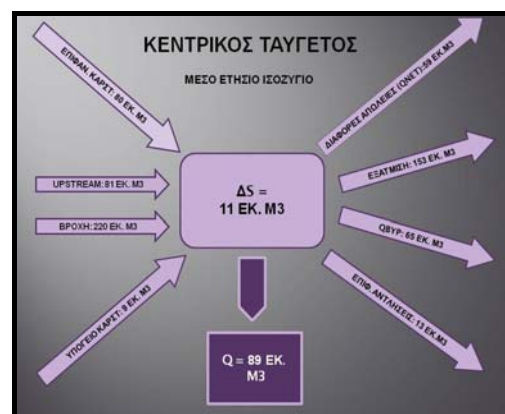 ΚΕΝΤΡΙΚΟΣ ΤΑΥΓΕΤΟΣ
ΜΕΣΟ ΕΤΗΣΙΟ ΙΣΟΖΥΓΙΟ
ΕΠΙΦΑΝ. ΚΑΡΣΤ: 80 ΕΚ. Μ3
UPSTREAM: 81 ΕΚ. Μ3
ΒΡΟΧΗ: 220 ΕΚ. Μ3
ΥΠΟΓΕΙΟ ΚΑΡΣΤ: 9 ΕΚ. Μ3
ΔS =
11 ΕΚ. Μ3
ΔΙΑΦΟΡΕΣ ΑΠΩΛΕΙΕΣ (QNET): 59 ΕΚ.Μ3
ΕΞΑΤΜΙΣΗ: 153 ΕΚ.Μ3
QBYP: 65 ΕΚ. Μ3
ΕΠΙΦ. ΑΝΤΛΗΣΕΙΣ: 13 ΕΚ.Μ3
Q = 89 ΕΚ.
Μ3